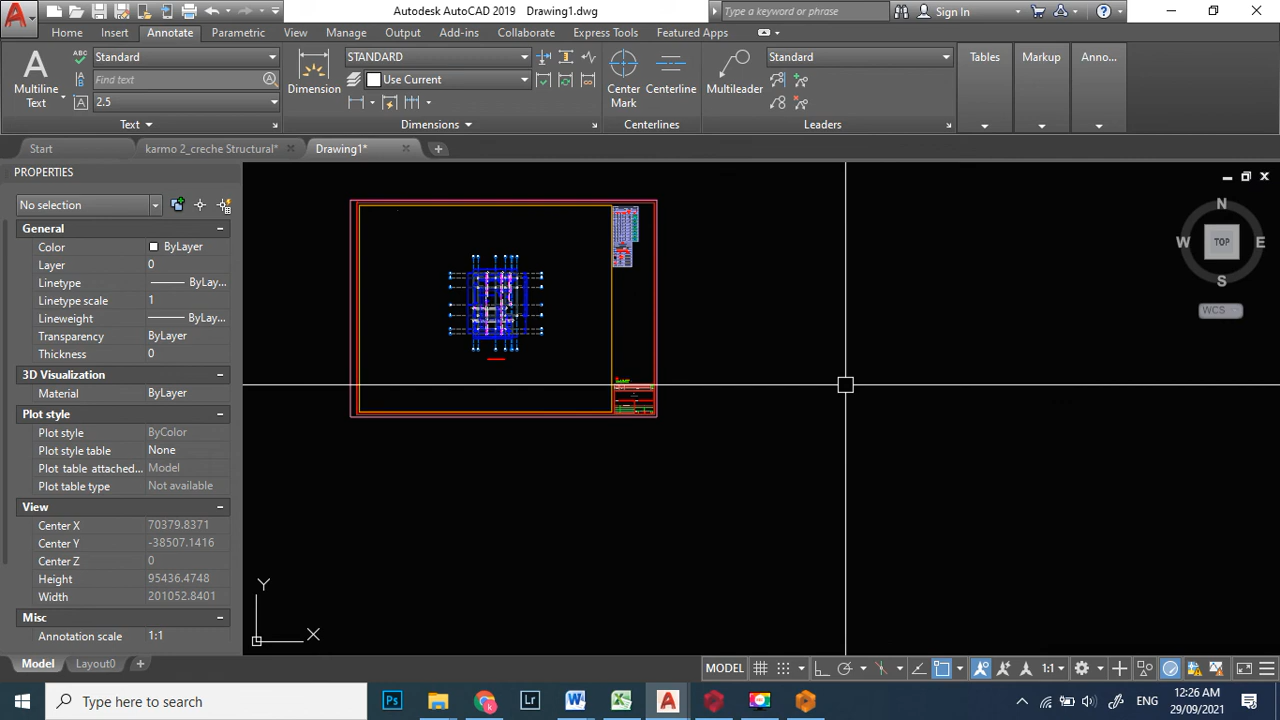 Autodesk AutoCAD 2019 Drawing1.dwg
Type a keyword or phrase
Sign In
Home Insert Annotate Parametric View Manage Output Add-ins Collaborate Express Tools Featured Apps
Standard
Find text
2.5
Multiline
Text
Text
Dimension
STANDARD
Use Current
Dimensions
Center
Mark
Centerline
Centerlines
Multileader
Standard
Leaders
Tables
Markup
Anno...
Start
karmo 2_creche Structural*
Drawing1*
PROPERTIES
No selection
General
Color ByLayer
Layer 0
Linetype ByLay...
Linetype scale 1
Lineweight ByLay...
Transparency ByLayer
Thickness 0
3D Visualization
Material ByLayer
Plot style
Plot style ByColor
Plot style table None
Plot table attached... Model
Plot table type Not available
View
Center X 70379.8371
Center Y -38507.1416
Center Z 0
Height 95436.4748
Width 201052.8401
Misc
Annotation scale 1:1
N
W TOP E
S
WCS
Y
X
Model Layout0
MODEL 1:1
Type here to search
ENG
12:26 AM
29/09/2021